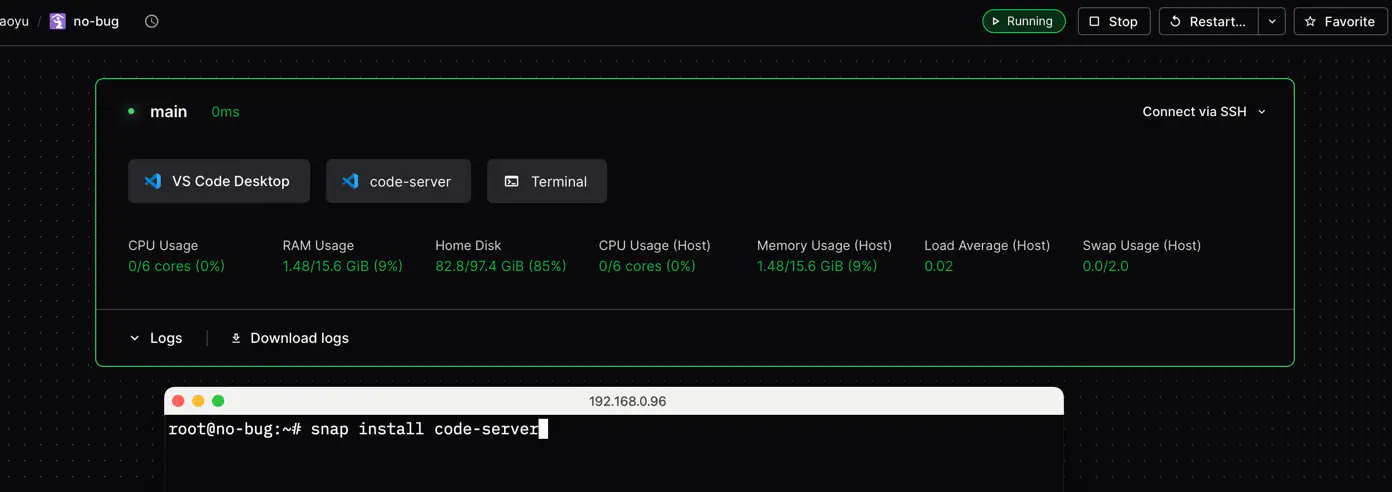 aoyu / no-bug Running Stop Restart... Favorite
main 0ms Connect via SSH
VS Code Desktop code-server Terminal
CPU Usage RAM Usage Home Disk CPU Usage (Host) Memory Usage (Host) Load Average (Host) Swap Usage (Host)
0/6 cores (0%) 1.48/15.6 GiB (9%) 82.8/97.4 GiB (85%) 0/6 cores (0%) 1.48/15.6 GiB (9%) 0.02 0.0/2.0
Logs Download logs
192.168.0.96
root@no-bug:~# snap install code-server